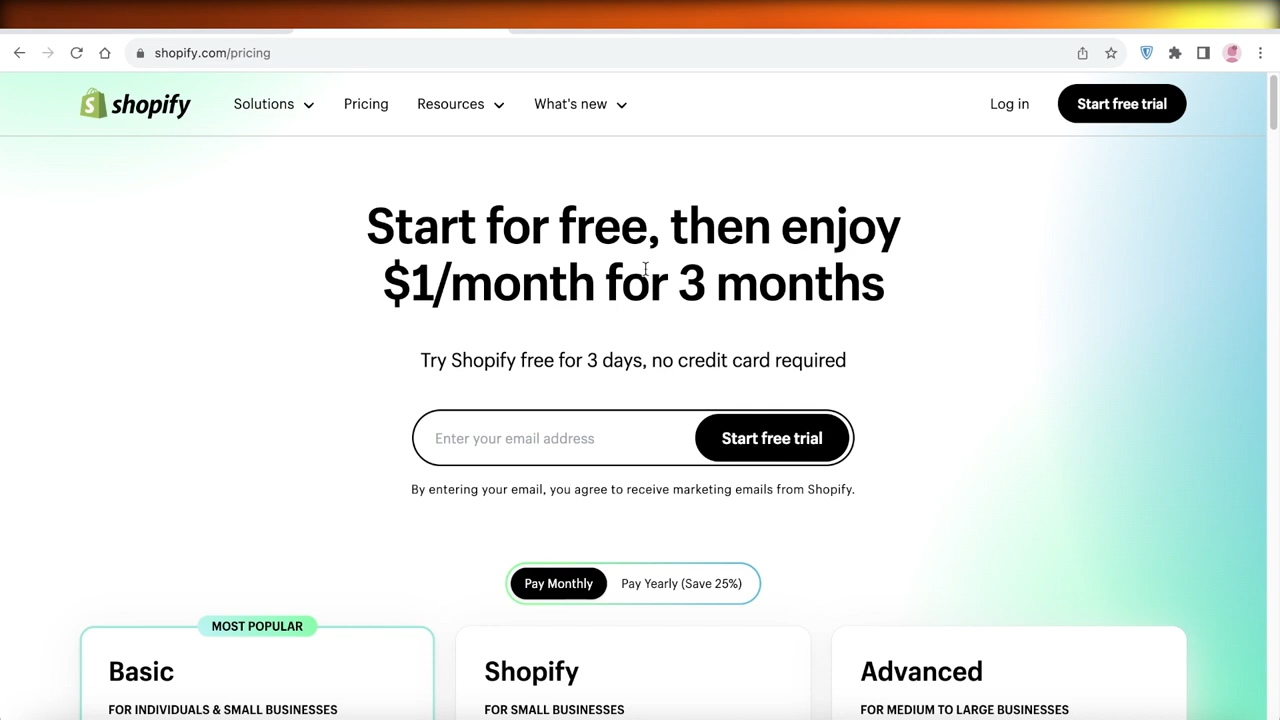 shopify.com/pricing
shopify Solutions Pricing Resources What's new Log in Start free trial
Start for free, then enjoy
$1/month for 3 months
Try Shopify free for 3 days, no credit card required
Enter your email address Start free trial
By entering your email, you agree to receive marketing emails from Shopify.
Pay Monthly Pay Yearly (Save 25%)
MOST POPULAR
Basic Shopify Advanced
FOR INDIVIDUALS & SMALL BUSINESSES FOR SMALL BUSINESSES FOR MEDIUM TO LARGE BUSINESSES